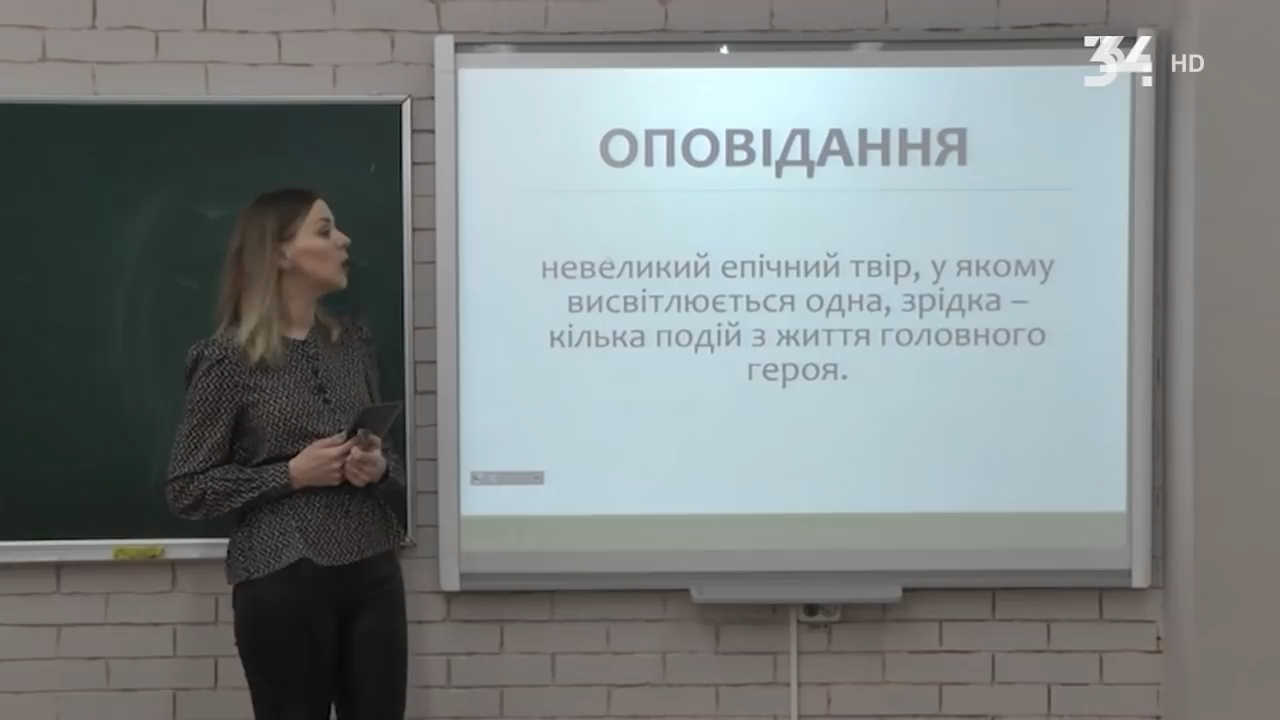 34 HD
ОПОВІДАННЯ
невеликий епічний твір, у якому
висвітлюється одна, зрідка –
кілька подій з життя головного
героя.